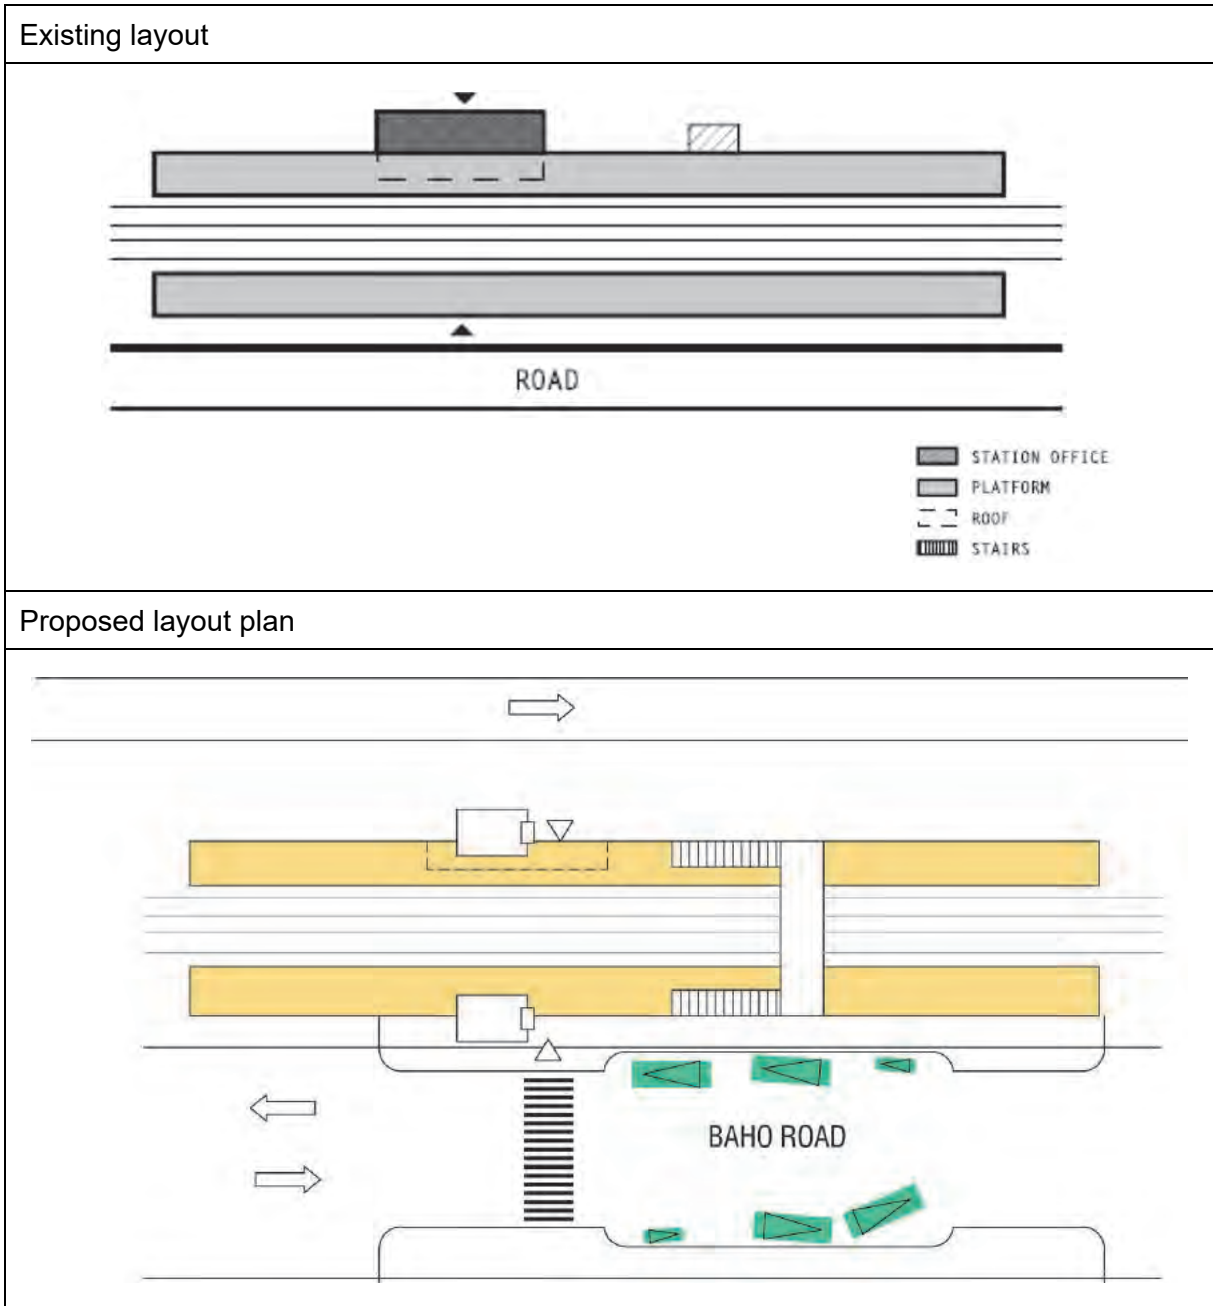 Existing layout
ROAD
STATION OFFICE
PLATFORM
ROOF
STAIRS
Proposed layout plan
BAHO ROAD